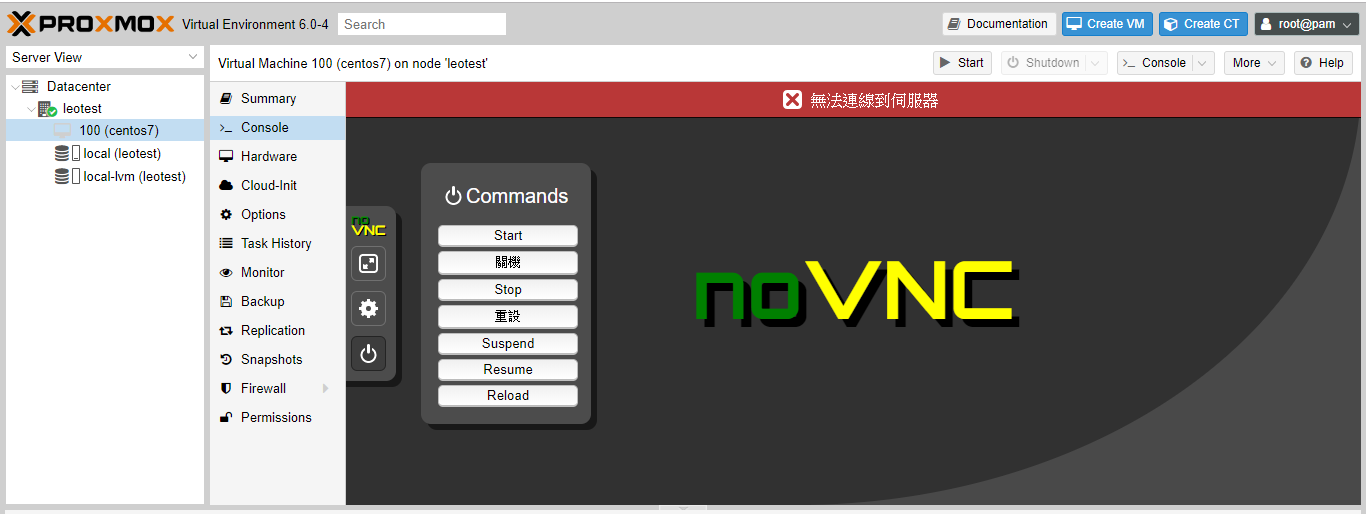 PROXMOX Virtual Environment 6.0-4 Search Documentation Create VM Create CT root@pam
Server View
Virtual Machine 100 (centos7) on node 'leotest' Start Shutdown Console More Help
Datacenter
leotest
100 (centos7)
local (leotest)
local-lvm (leotest)
Summary
Console
Hardware
Cloud-Init
Options
Task History
Monitor
Backup
Replication
Snapshots
Firewall
Permissions
無法連線到伺服器
no
VNC
Commands
Start
關機
Stop
重設
Suspend
Resume
Reload
noVNC